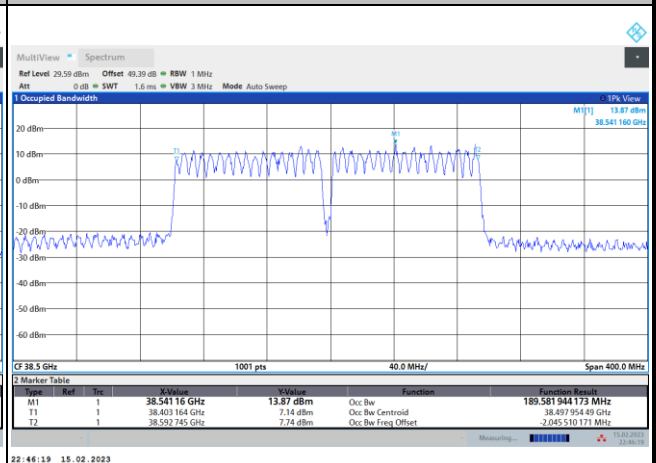 MultiView Spectrum
Ref Level 29.59 dBm Offset 49.39 dB RBW 1 MHz
Att 0 dB SWT 1.6 ms VBW 3 MHz Mode Auto Sweep
1 Occupied Bandwidth 1Pk View
M1[1] 13.87 dBm
38.541 160 GHz
20 dBm
M1
T1
T2
10 dBm
0 dBm
-10 dBm
-20 dBm
-30 dBm
-40 dBm
-50 dBm
-60 dBm
CF 38.5 GHz 1001 pts 40.0 MHz/ Span 400.0 MHz
2 Marker Table
Type Ref Trc X-Value Y-Value Function Function Result
M1 1 38.541 16 GHz 13.87 dBm Occ Bw 189.581 944 173 MHz
T1 1 38.403 164 GHz 7.14 dBm Occ Bw Centroid 38.497 954 49 GHz
T2 1 38.592 745 GHz 7.74 dBm Occ Bw Freq Offset -2.045 510 171 MHz
Measuring... 15.02.2023
22:46:19
22:46:19 15.02.2023